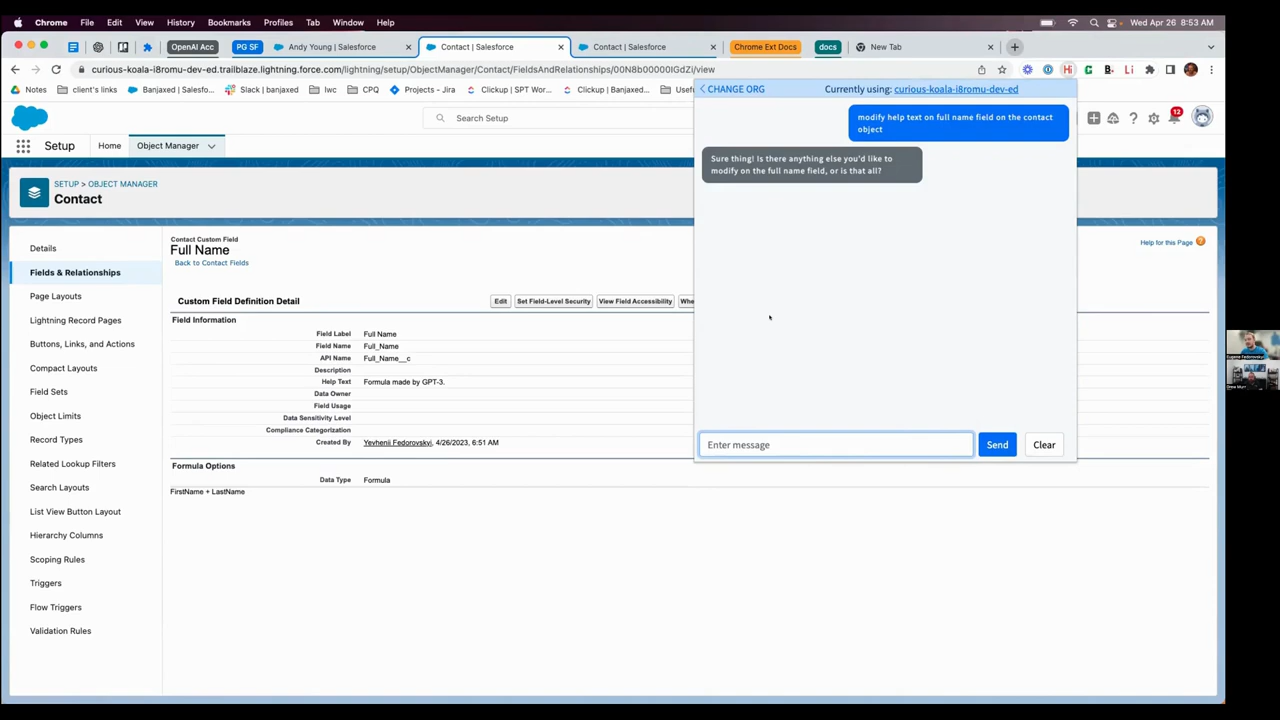 Chrome File Edit View History Bookmarks Profiles Tab Window Help Wed Apr 26 8:53 AM
OpenAI Acc PG SF Andy Young | Salesforce Contact | Salesforce Contact | Salesforce Chrome Ext Docs docs New Tab
curious-koala-i8romu-dev-ed.trailblaze.lightning.force.com/lightning/setup/ObjectManager/Contact/FieldsAndRelationships/00N8b00000IGdZi/view
Notes client's links Banjaxed | Salesfo... Clickup | SPT Wor... Slack | banjaxed lwc CPQ Projects - Jira Clickup | Banjaxed... Usefu
CHANGE ORG Currently using: curious-koala-i8romu-dev-ed
Search Setup
12
modify help text on full name field on the contact
object
Setup Home Object Manager
Sure thing! Is there anything else you'd like to
modify on the full name field, or is that all?
SETUP > OBJECT MANAGER
Contact
Details
Fields & Relationships
Page Layouts
Lightning Record Pages
Buttons, Links, and Actions
Compact Layouts
Field Sets
Object Limits
Record Types
Related Lookup Filters
Search Layouts
List View Button Layout
Hierarchy Columns
Scoping Rules
Triggers
Flow Triggers
Validation Rules
Contact Custom Field
Full Name
Back to Contact Fields
Help for this Page
Custom Field Definition Detail Edit Set Field-Level Security View Field Accessibility Whe
Field Information
Field Label Full Name
Field Name Full_Name
API Name Full_Name__c
Description
Help Text Formula made by GPT-3.
Data Owner
Field Usage
Data Sensitivity Level
Compliance Categorization
Created By Yevhenii Fedorovskyi, 4/26/2023, 6:51 AM
Formula Options
Data Type Formula
FirstName + LastName
Enter message Send Clear
Eugene Fedorovskyi
Drew Murr